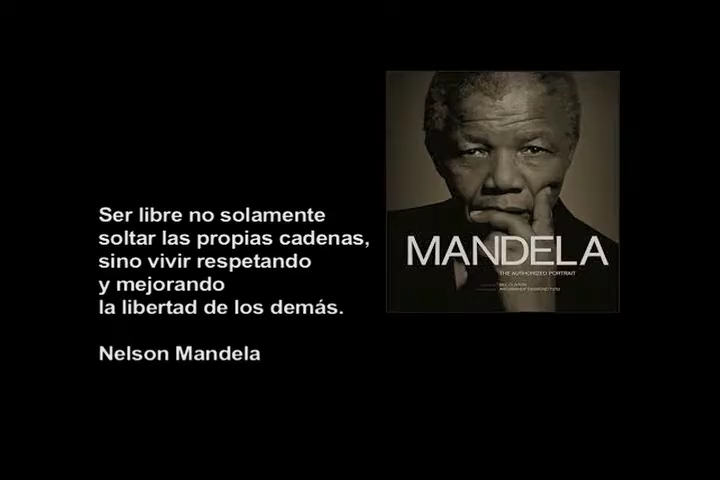 Ser libre no solamente
soltar las propias cadenas,
sino vivir respetando
y mejorando
la libertad de los demás.
Nelson Mandela
MANDELA
THE AUTHORIZED PORTRAIT